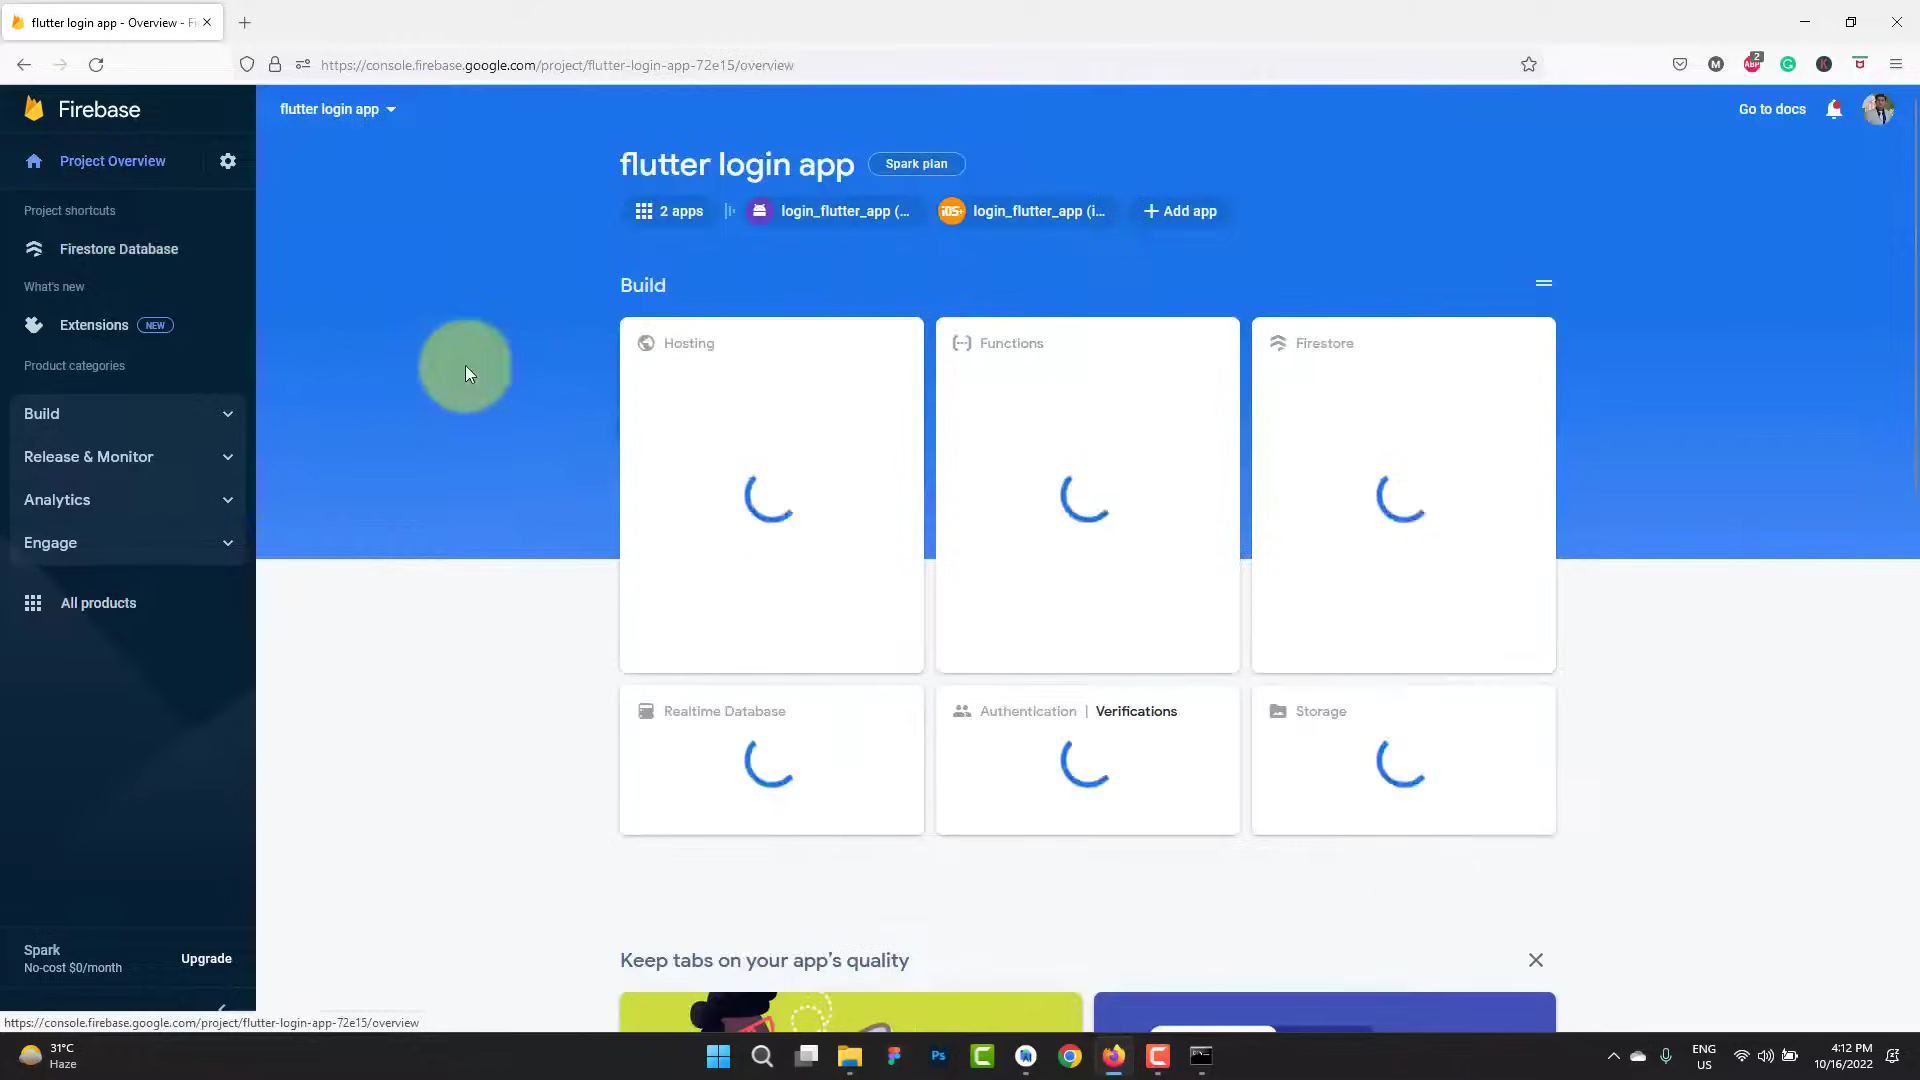 flutter login app - Overview - Fi
https://console.firebase.google.com/project/flutter-login-app-72e15/overview
M
ABP
2
G
K
Firebase
flutter login app
Go to docs
Project Overview
flutter login app
Spark plan
Project shortcuts
2 apps
login_flutter_app (...
iOS+
login_flutter_app (i...
Add app
Firestore Database
What's new
Build
Extensions
NEW
Hosting
Functions
Firestore
Product categories
Build
Release & Monitor
Analytics
Engage
All products
Realtime Database
Authentication | Verifications
Storage
Spark
No-cost $0/month
Upgrade
Keep tabs on your app's quality
https://console.firebase.google.com/project/flutter-login-app-72e15/overview
31°C
Haze
Ps
ENG
US
4:12 PM
10/16/2022